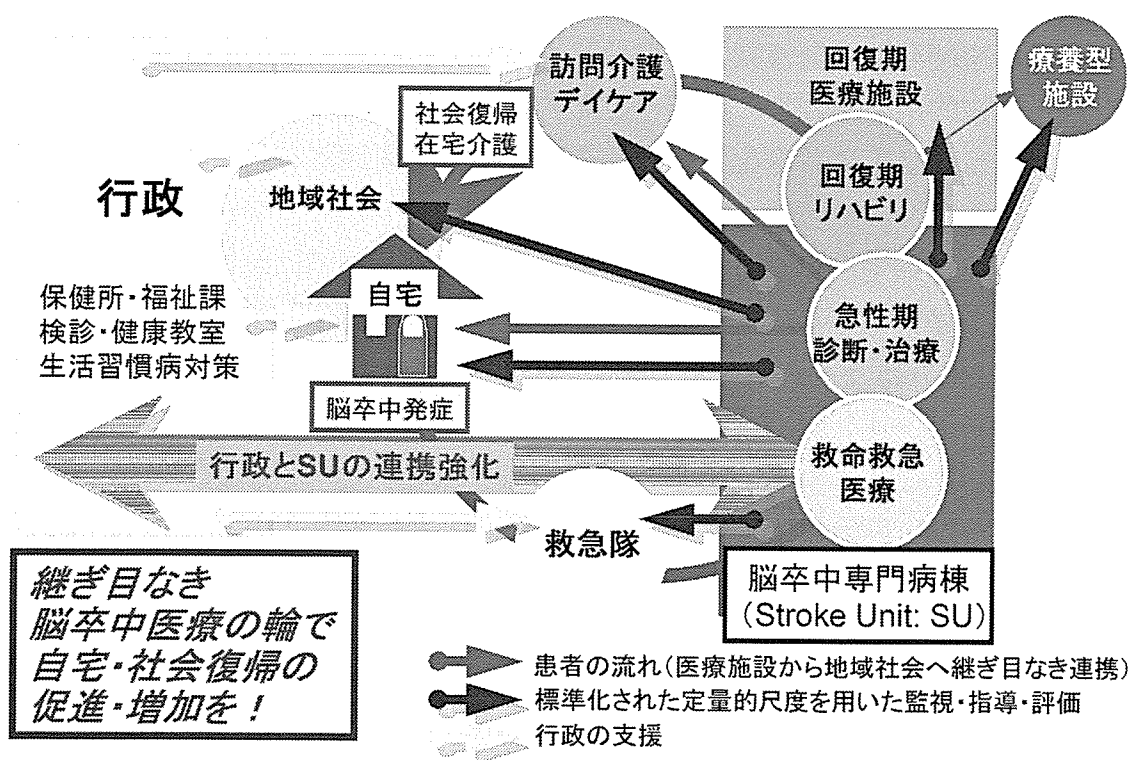 訪問介護
デイケア
回復期
医療施設
療養型
施設
社会復帰
在宅介護
回復期
リハビリ
行政
地域社会
保健所・福祉課
検診・健康教室
生活習慣病対策
自宅
急性期
診断・治療
脳卒中発症
行政とSUの連携強化
救命救急
医療
救急隊
脳卒中専門病棟
(Stroke Unit: SU)
継ぎ目なき
脳卒中医療の輪で
自宅・社会復帰の
促進・増加を!
患者の流れ(医療施設から地域社会へ継ぎ目なき連携)
標準化された定量的尺度を用いた監視・指導・評価
行政の支援